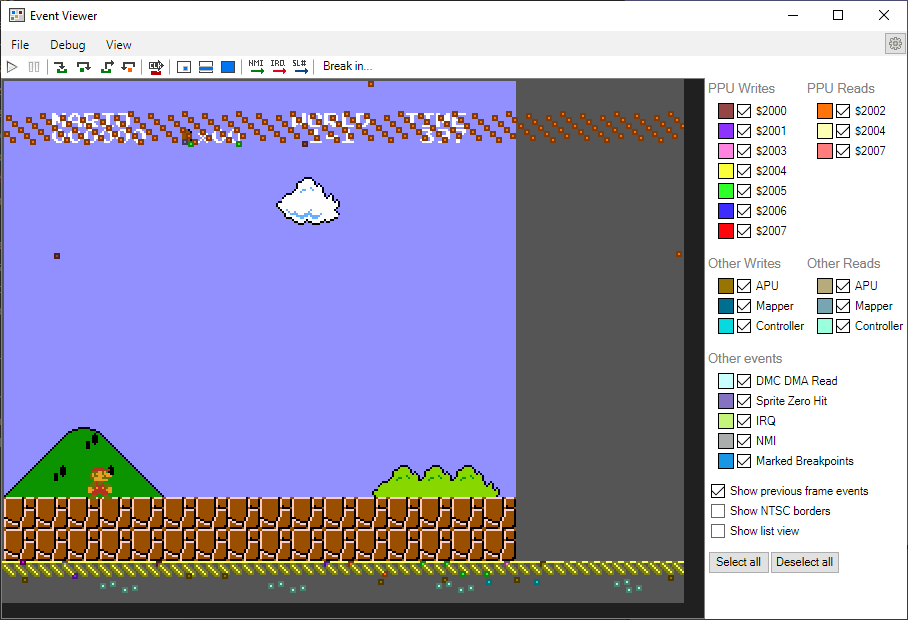 Event Viewer
File Debug View
NMI IRQ SL# Break in...
PPU Writes PPU Reads
$2000 $2002
$2001 $2004
$2003 $2007
$2004
$2005
$2006
$2007
Other Writes Other Reads
APU APU
Mapper Mapper
Controller Controller
Other events
DMC DMA Read
Sprite Zero Hit
IRQ
NMI
Marked Breakpoints
Show previous frame events
Show NTSC borders
Show list view
Select all Deselect all